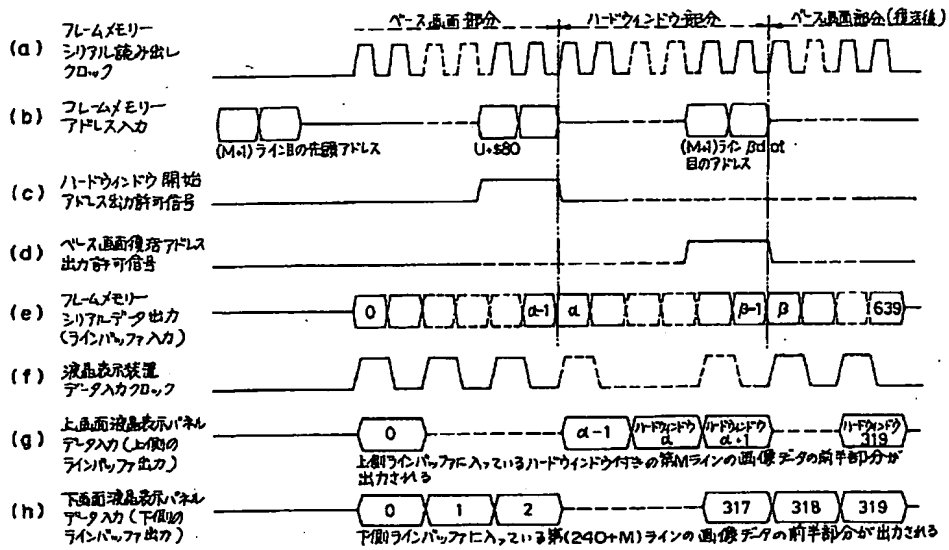 ベース画面部分 ハードウィンドウ部分 ベース画面部分(復活後)
(a) フレームメモリー
シリアル読み出し
クロック
(b) フレームメモリー
アドレス入力
(M+1)ライン目の先頭アドレス
U+$80
(M+1)ライン βdot
目のアドレス
(c) ハードウィンドウ開始
アドレス出力許可信号
(d) ベース画面復活アドレス
出力許可信号
(e) フレームメモリー
シリアルデータ出力
(ラインバッファ入力)
0 α-1 α β-1 β 639
(f) 液晶表示装置
データ入力クロック
(g) 上画面液晶表示パネル
データ入力(上側の
ラインバッファ出力)
0 α-1 ハードウィンドウ α ハードウィンドウ α+1 ハードウィンドウ 319
上側ラインバッファに入っているハードウィンドウ付きの第Mラインの画像データの前半部分が
出力される
(h) 下画面液晶表示パネル
データ入力(下側の
ラインバッファ出力)
0 1 2 317 318 319
下側ラインバッファに入っている第(240+M)ラインの画像データの前半部分が出力される